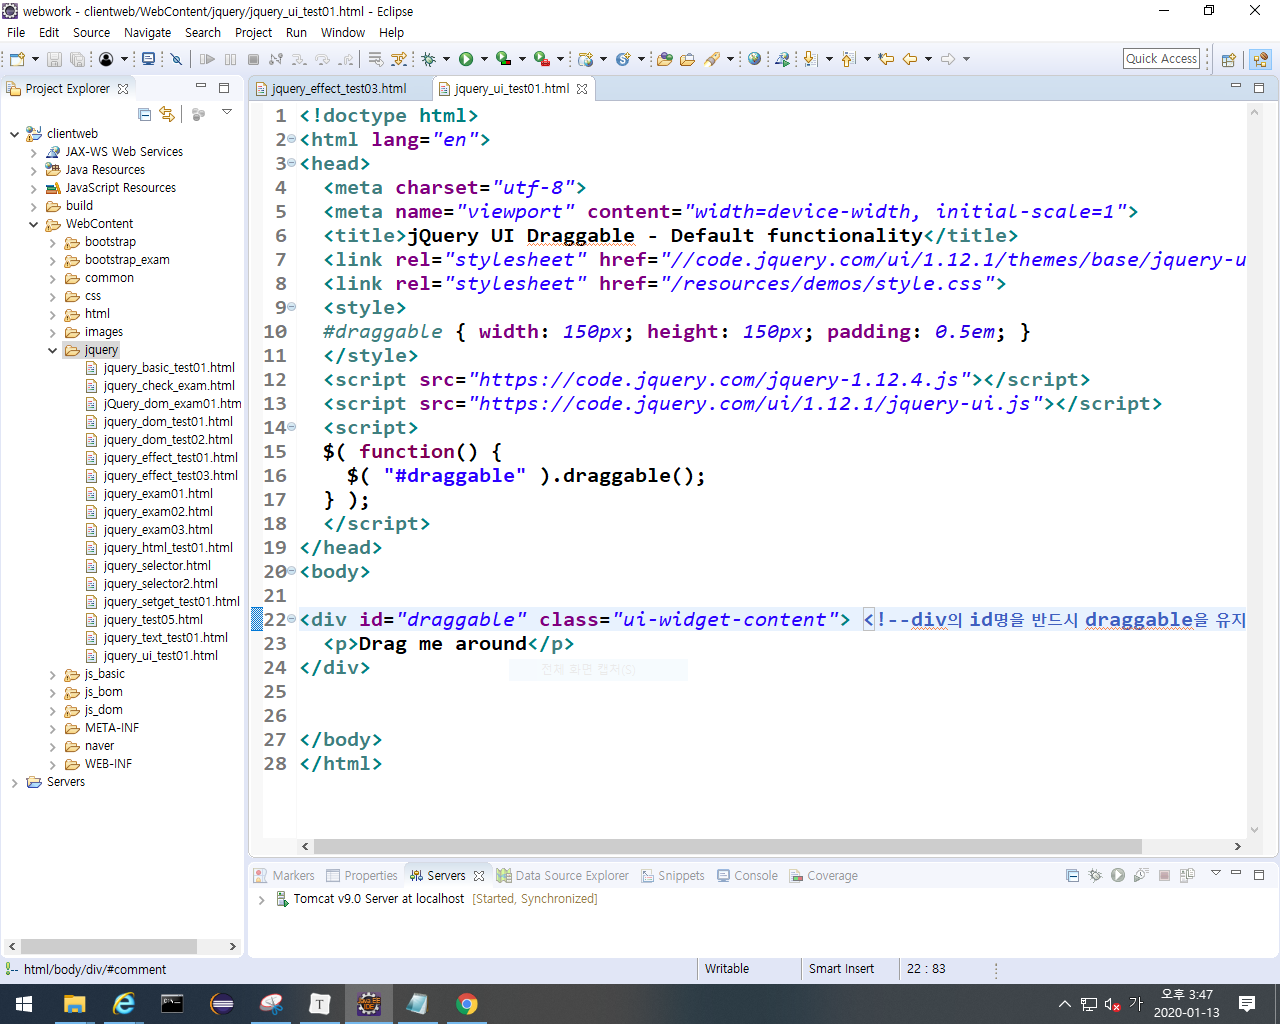 webwork - clientweb/WebContent/jquery/jquery_ui_test01.html - Eclipse
File Edit Source Navigate Search Project Run Window Help
Quick Access
Project Explorer
jquery_effect_test03.html
jquery_ui_test01.html
clientweb
JAX-WS Web Services
Java Resources
JavaScript Resources
build
WebContent
bootstrap
bootstrap_exam
common
css
html
images
jquery
jquery_basic_test01.html
jquery_check_exam.html
jQuery_dom_exam01.htm
jquery_dom_test01.html
jquery_dom_test02.html
jquery_effect_test01.html
jquery_effect_test03.html
jquery_exam01.html
jquery_exam02.html
jquery_exam03.html
jquery_html_test01.html
jquery_selector.html
jquery_selector2.html
jquery_setget_test01.html
jquery_test05.html
jquery_text_test01.html
jquery_ui_test01.html
js_basic
js_bom
js_dom
META-INF
naver
WEB-INF
Servers
1 <!doctype html>
2 <html lang="en">
3 <head>
4 <meta charset="utf-8">
5 <meta name="viewport" content="width=device-width, initial-scale=1">
6 <title>jQuery UI Draggable - Default functionality</title>
7 <link rel="stylesheet" href="//code.jquery.com/ui/1.12.1/themes/base/jquery-u
8 <link rel="stylesheet" href="/resources/demos/style.css">
9 <style>
10 #draggable { width: 150px; height: 150px; padding: 0.5em; }
11 </style>
12 <script src="https://code.jquery.com/jquery-1.12.4.js"></script>
13 <script src="https://code.jquery.com/ui/1.12.1/jquery-ui.js"></script>
14 <script>
15 $( function() {
16 $( "#draggable" ).draggable();
17 } );
18 </script>
19 </head>
20 <body>
21
22 <div id="draggable" class="ui-widget-content"> <!--div의 id명을 반드시 draggable을 유지
23 <p>Drag me around</p>
24 </div>
25
26
27 </body>
28 </html>
전체 화면 캡쳐(S)
Markers Properties Servers Data Source Explorer Snippets Console Coverage
Tomcat v9.0 Server at localhost [Started, Synchronized]
html/body/div/#comment
Writable
Smart Insert
22 : 83
가
오후 3:47
2020-01-13